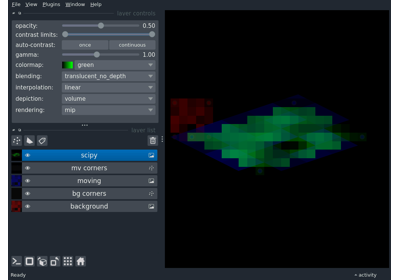 File View Plugins Window Help
layer controls
opacity: 0.50
contrast limits:
auto-contrast: once continuous
gamma: 1.00
colormap: green
blending: translucent_no_depth
interpolation: linear
depiction: volume
rendering: mip
layer list
scipy
mv corners
moving
bg corners
background
Ready
activity